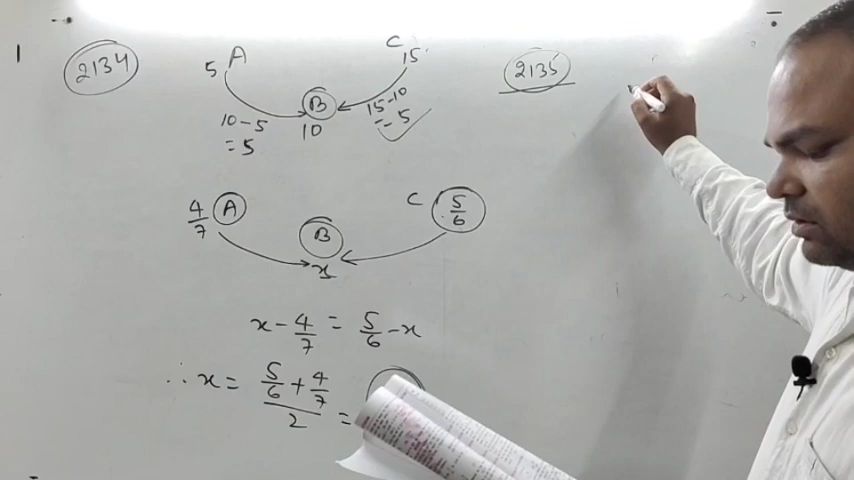 2134
A
5
C
15
B
10
10-5
=5
15-10
=-5
2135
4/7
A
B
x
C
5/6
x - 4/7 = 5/6 - x
∴ x = (5/6 + 4/7)/2 =